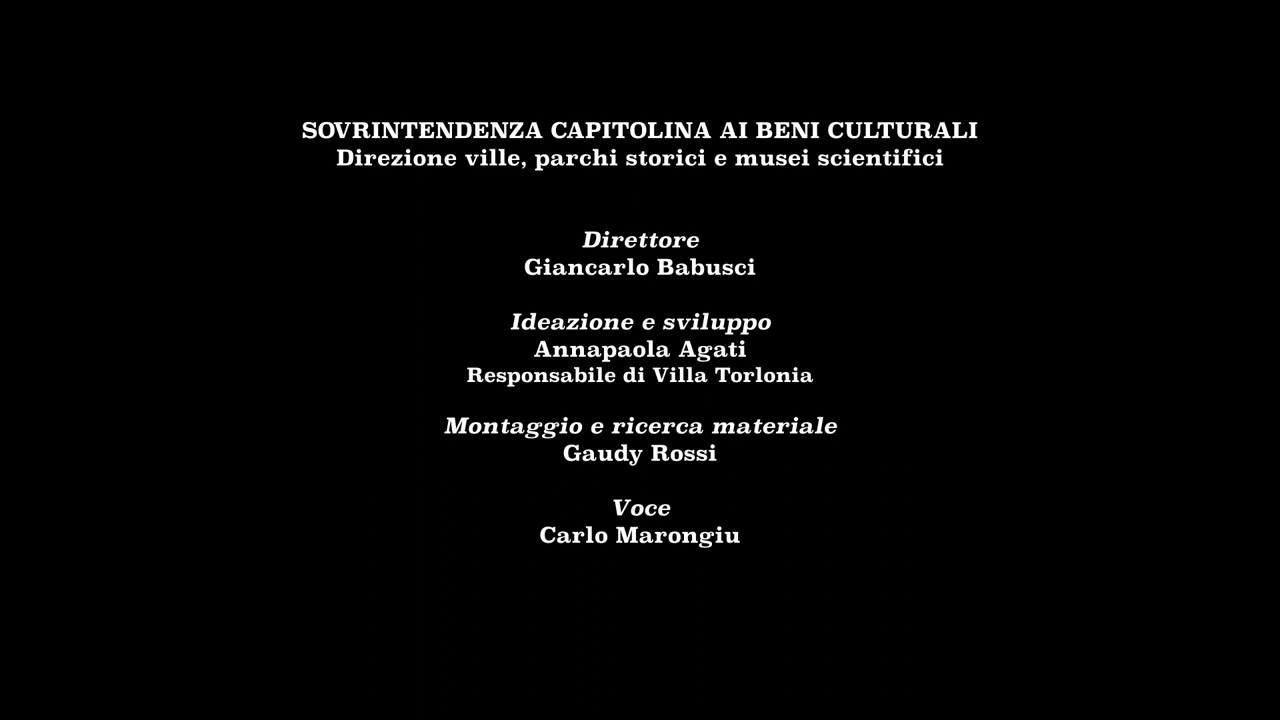 SOVRINTENDENZA CAPITOLINA AI BENI CULTURALI
Direzione ville, parchi storici e musei scientifici
Direttore
Giancarlo Babusci
Ideazione e sviluppo
Annapaola Agati
Responsabile di Villa Torlonia
Montaggio e ricerca materiale
Gaudy Rossi
Voce
Carlo Marongiu